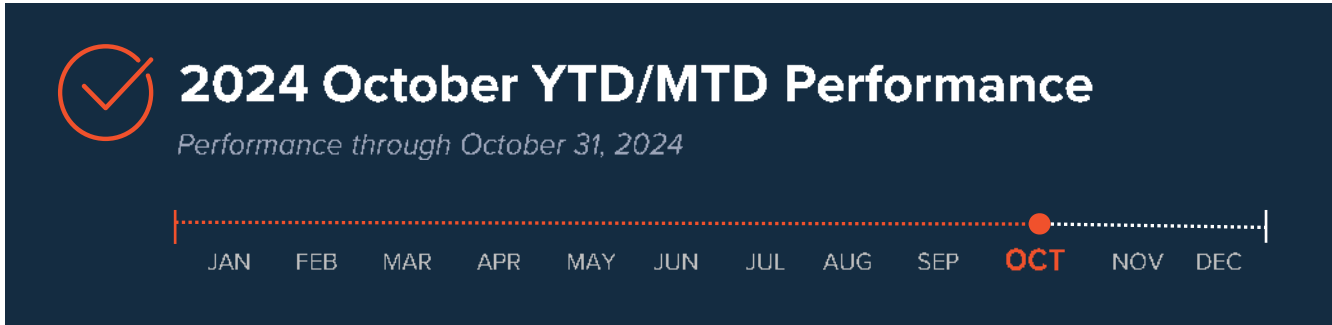 2024 October YTD/MTD Performance
Performance through October 31, 2024
JAN FEB MAR APR MAY JUN JUL AUG SEP OCT NOV DEC